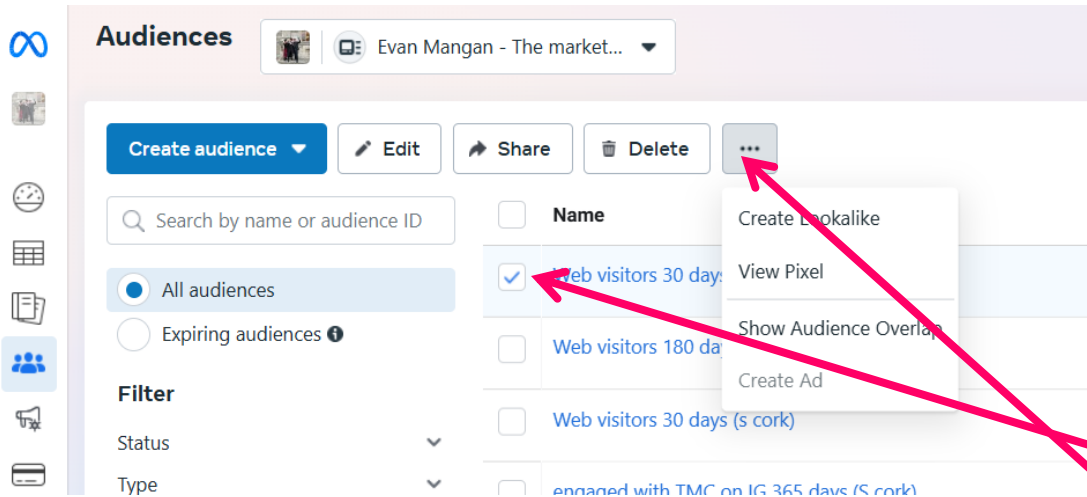 Audiences
Evan Mangan - The market...
Create audience
Edit
Share
Delete
...
Search by name or audience ID
Name
Create Lookalike
All audiences
Web visitors 30 days
View Pixel
Expiring audiences
Show Audience Overlap
Web visitors 180
Create Ad
Filter
Web visitors 30 days (s cork)
Status
Type
engaged with TMC on IG 365 days (S cork)